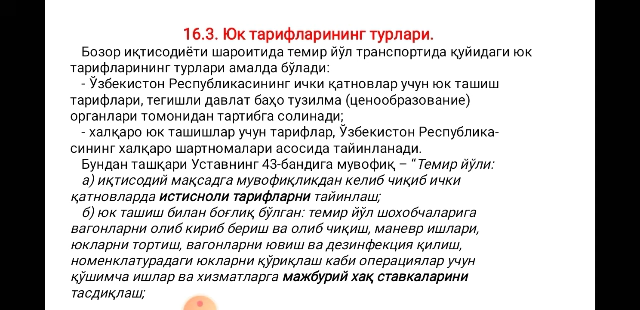 16.3. Юк тарифларининг турлари.
Бозор иқтисодиёти шароитида темир йўл транспортида қуйидаги юк
тарифларининг турлари амалда бўлади:
- Ўзбекистон Республикасининг ички қатновлар учун юк ташиш
тарифлари, тегишли давлат баҳо тузилма (ценообразование)
органлари томонидан тартибга солинади;
- халқаро юк ташишлар учун тарифлар, Ўзбекистон Республика-
сининг халқаро шартномалари асосида тайинланади.
Бундан ташқари Уставнинг 43-бандига мувофиқ – “Темир йўли:
а) иқтисодий мақсадга мувофиқликдан келиб чиқиб ички
қатновларда истисноли тарифларни тайинлаш;
б) юк ташиш билан боғлиқ бўлган: темир йўл шохобчаларига
вагонларни олиб кириб бериш ва олиб чиқиш, маневр ишлари,
юкларни тортиш, вагонларни ювиш ва дезинфекция қилиш,
номенклатурадаги юкларни қўриқлаш каби операциялар учун
қўшимча ишлар ва хизматларга мажбурий хақ ставкаларини
тасдиқлаш;